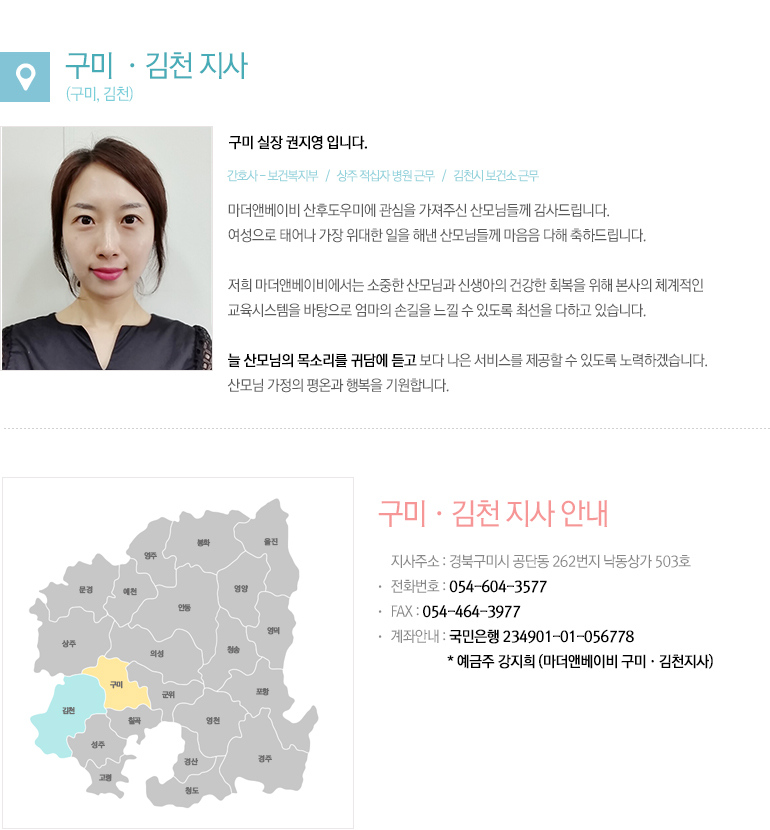 구미 · 김천 지사
(구미, 김천)
구미 실장 권지영 입니다.
간호사 - 보건복지부 / 상주 적십자 병원 근무 / 김천시 보건소 근무
마더앤베이비 산후도우미에 관심을 가져주신 산모님들께 감사드립니다.
여성으로 태어나 가장 위대한 일을 해낸 산모님들께 마음음 다해 축하드립니다.
저희 마더앤베이비에서는 소중한 산모님과 신생아의 건강한 회복을 위해 본사의 체계적인
교육시스템을 바탕으로 엄마의 손길을 느낄 수 있도록 최선을 다하고 있습니다.
늘 산모님의 목소리를 귀담에 듣고 보다 나은 서비스를 제공할 수 있도록 노력하겠습니다.
산모님 가정의 평온과 행복을 기원합니다.
구미 · 김천 지사 안내
지사주소 : 경북구미시 공단동 262번지 낙동상가 503호
· 전화번호 : 054-604-3577
· FAX : 054-464-3977
· 계좌안내 : 국민은행 234901-01-056778
* 예금주 강지희 (마더앤베이비 구미 · 김천지사)
울진
봉화
영주
문경
예천
영양
안동
영덕
상주
청송
의성
구미
군위
포항
김천
칠곡
영천
성주
경산
경주
고령
청도